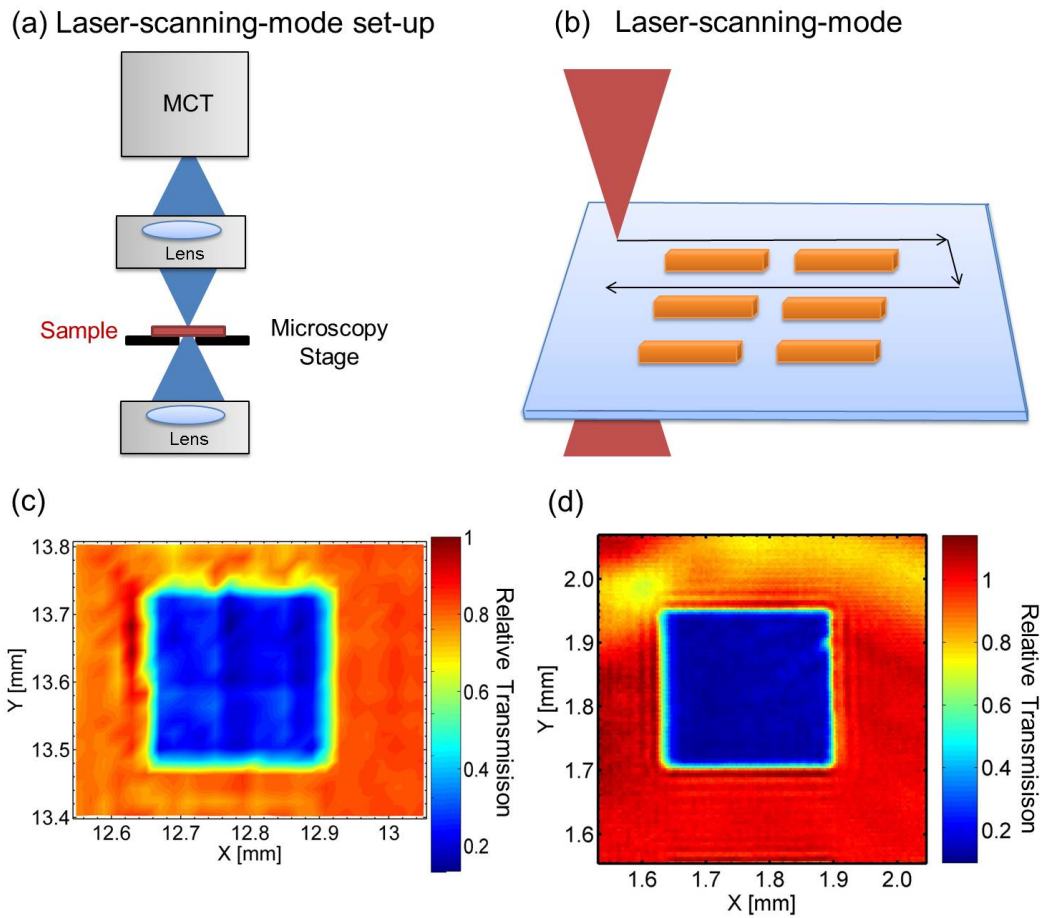 (a) Laser-scanning-mode set-up
MCT
Lens
Sample
Microscopy
Stage
Lens
(b) Laser-scanning-mode
(c)
13.8
13.7
13.6
13.5
13.4
Y [mm]
12.6 12.7 12.8 12.9 13
X [mm]
1
0.8
0.6
0.4
0.2
Relative Transmisison
(d)
2.0
1.9
1.8
1.7
1.6
Y [mm]
1.6 1.7 1.8 1.9 2.0
X [mm]
1
0.8
0.6
0.4
0.2
Relative Transmisison